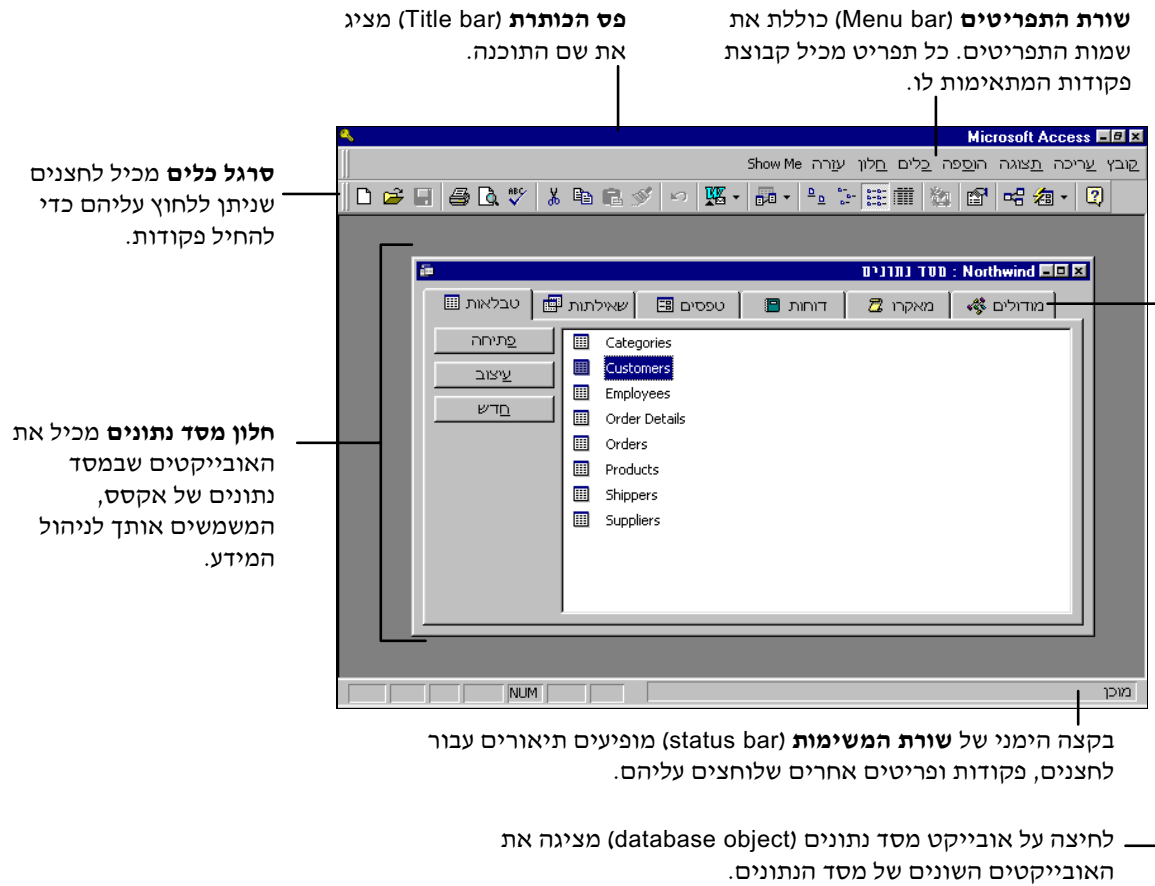 שורת התפריטים (Menu bar) כוללת את
שמות התפריטים. כל תפריט מכיל קבוצת
פקודות המתאימות לו.
פס הכותרת (Title bar) מציג
את שם התוכנה.
Microsoft Access
קובץ עריכה תצוגה הוספה כלים חלון עזרה Show Me
סרגל כלים מכיל לחצנים
שניתן ללחוץ עליהם כדי
להחיל פקודות.
ABC
Northwind : מסד נתונים
טבלאות
שאילתות
טפסים
דוחות
מאקרו
מודולים
פתיחה
עיצוב
חדש
Categories
Customers
Employees
Order Details
Orders
Products
Shippers
Suppliers
חלון מסד נתונים מכיל את
האובייקטים שבמסד
נתונים של אקסס,
המשמשים אותך לניהול
המידע.
מוכן
NUM
בקצה הימני של שורת המשימות (status bar) מופיעים תיאורים עבור
לחצנים, פקודות ופריטים אחרים שלוחצים עליהם.
לחיצה על אובייקט מסד נתונים (database object) מציגה את
האובייקטים השונים של מסד הנתונים.